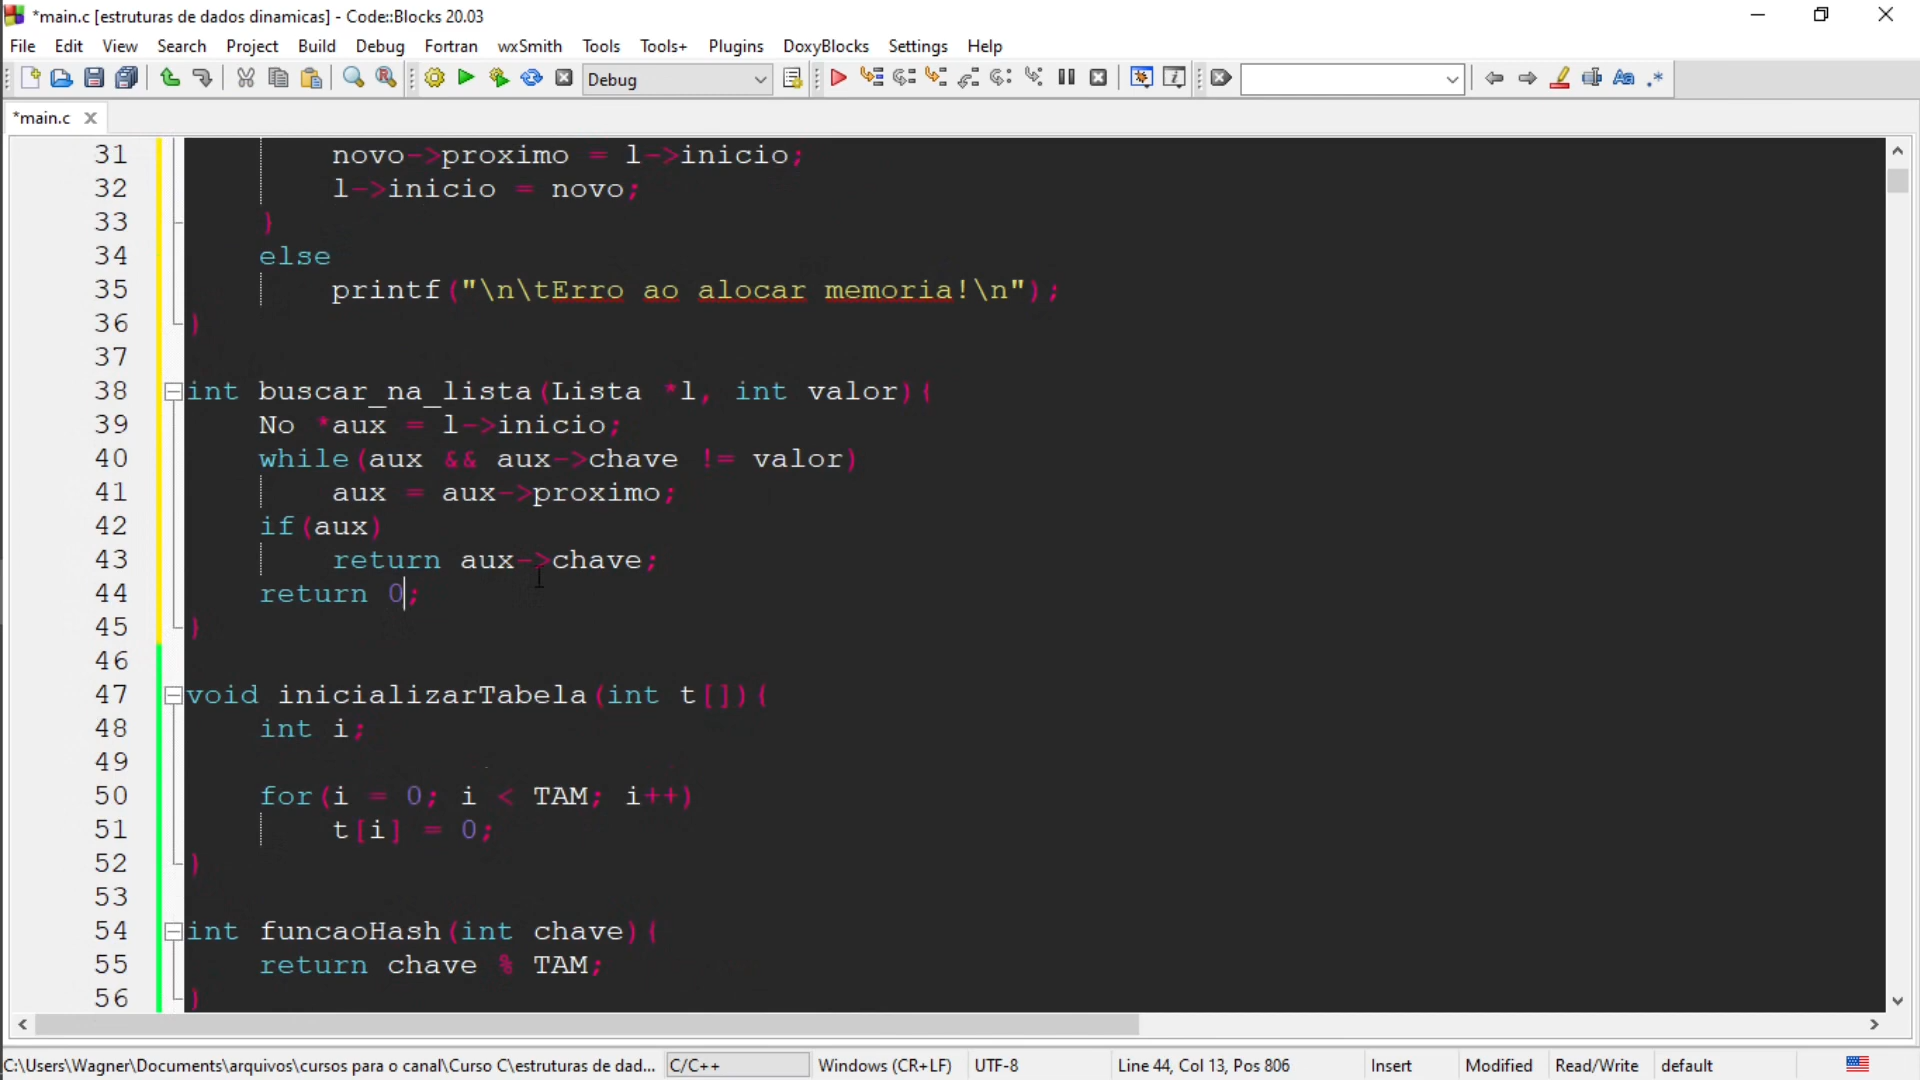 *main.c [estruturas de dados dinamicas] - Code::Blocks 20.03
File Edit View Search Project Build Debug Fortran wxSmith Tools Tools+ Plugins DoxyBlocks Settings Help
Debug
*main.c
31 novo->proximo = l->inicio;
32 l->inicio = novo;
33 }
34 else
35 printf("\n\tErro ao alocar memoria!\n");
36 }
37
38 int buscar_na_lista(Lista *l, int valor){
39 No *aux = l->inicio;
40 while(aux && aux->chave != valor)
41 aux = aux->proximo;
42 if(aux)
43 return aux->chave;
44 return 0;
45 }
46
47 void inicializarTabela(int t[]){
48 int i;
49
50 for(i = 0; i < TAM; i++)
51 t[i] = 0;
52 }
53
54 int funcaoHash(int chave){
55 return chave % TAM;
56 }
C:\Users\Wagner\Documents\arquivos\cursos para o canal\Curso C\estruturas de dad... C/C++ Windows (CR+LF) UTF-8 Line 44, Col 13, Pos 806 Insert Modified Read/Write default